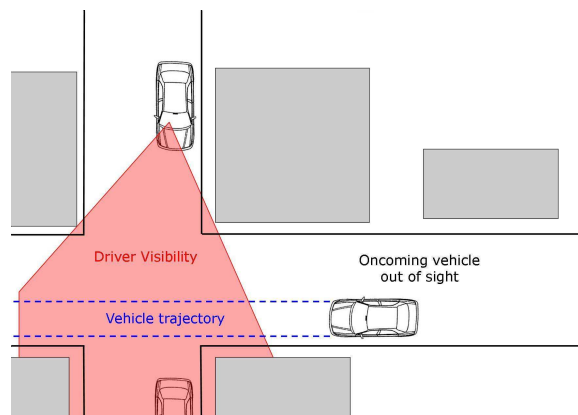 Driver Visibility
Oncoming vehicle
out of sight
Vehicle trajectory